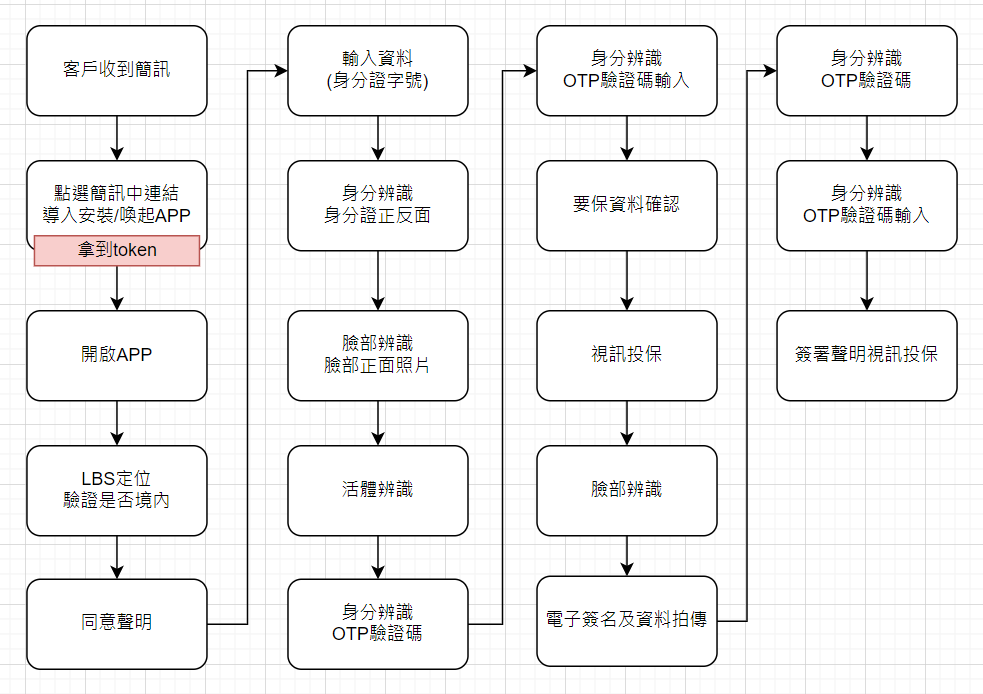 客戶收到簡訊
點選簡訊中連結
導入安裝/喚起APP
拿到token
開啟APP
LBS定位
驗證是否境內
同意聲明
輸入資料
(身分證字號)
身分辨識
身分證正反面
臉部辨識
臉部正面照片
活體辨識
身分辨識
OTP驗證碼
身分辨識
OTP驗證碼輸入
要保資料確認
視訊投保
臉部辨識
電子簽名及資料拍傳
身分辨識
OTP驗證碼
身分辨識
OTP驗證碼輸入
簽署聲明視訊投保